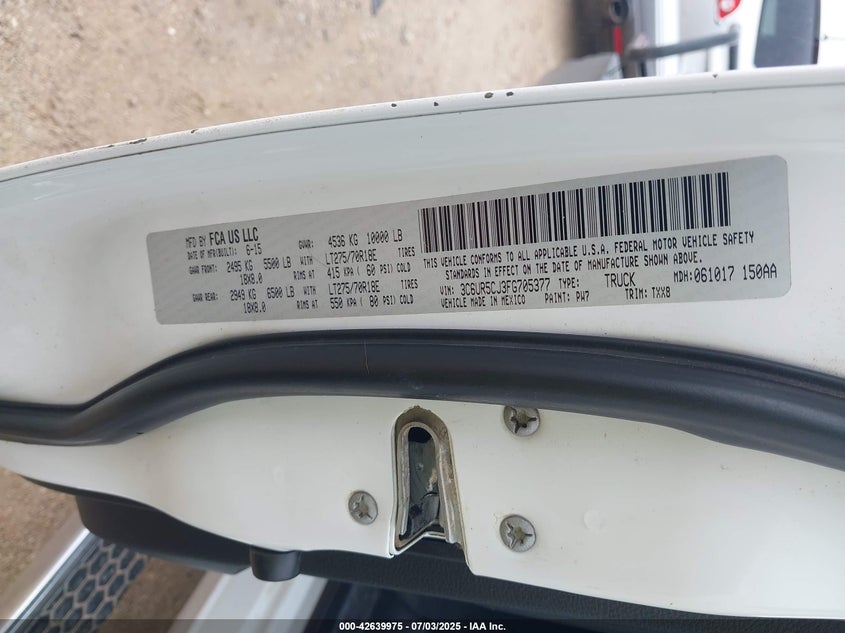 MFD BY FCA US LLC
DATE OF MFR(BUILT): 6-15 GVWR: 4536 KG 10000 LB
GAWR FRONT: 2495 KG 5500 LB WITH LT275/70R18E TIRES
18X8.0 RIMS AT 415 KPA ( 60 PSI) COLD
GAWR REAR: 2949 KG 6500 LB WITH LT275/70R18E TIRES
18X8.0 RIMS AT 550 KPA ( 80 PSI) COLD
THIS VEHICLE CONFORMS TO ALL APPLICABLE U.S.A. FEDERAL MOTOR VEHICLE SAFETY
STANDARDS IN EFFECT ON THE DATE OF MANUFACTURE SHOWN ABOVE.
VIN: 3C6UR5CJ3FG705377 TYPE: TRUCK MDH: 061017 150AA
VEHICLE MADE IN MEXICO PAINT: PW7 TRIM: TXX8
000-42639975 - 07/03/2025 - IAA Inc.